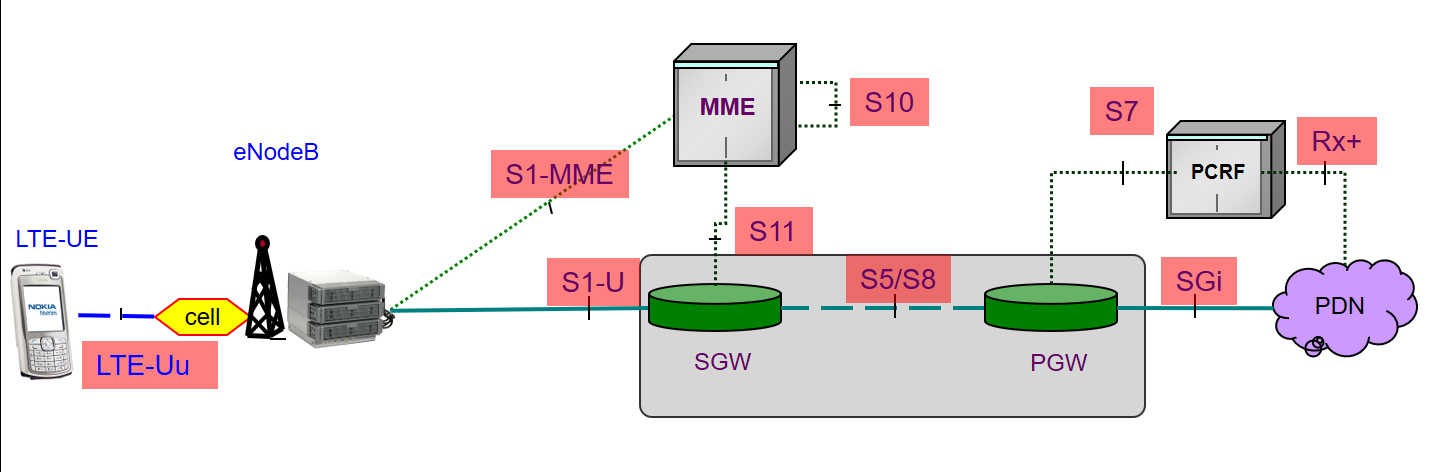 MME
S10
S7
Rx+
PCRF
eNodeB
S1-MME
LTE-UE
S11
S1-U
S5/S8
SGi
NOKIA
Nseries
cell
PDN
LTE-Uu
SGW
PGW